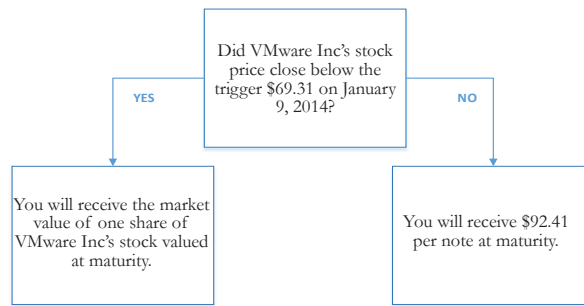 Did VMware Inc's stock
price close below the
trigger $69.31 on January
9, 2014?
YES
NO
You will receive the market
value of one share of
VMware Inc's stock valued
at maturity.
You will receive $92.41
per note at maturity.